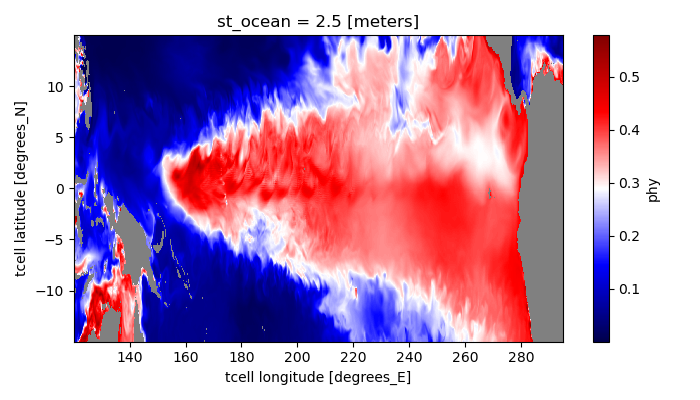 st_ocean = 2.5 [meters]
tcell latitude [degrees_N]
10
5
0
−5
−10
140 160 180 200 220 240 260 280
tcell longitude [degrees_E]
0.5
0.4
0.3
0.2
0.1
phy